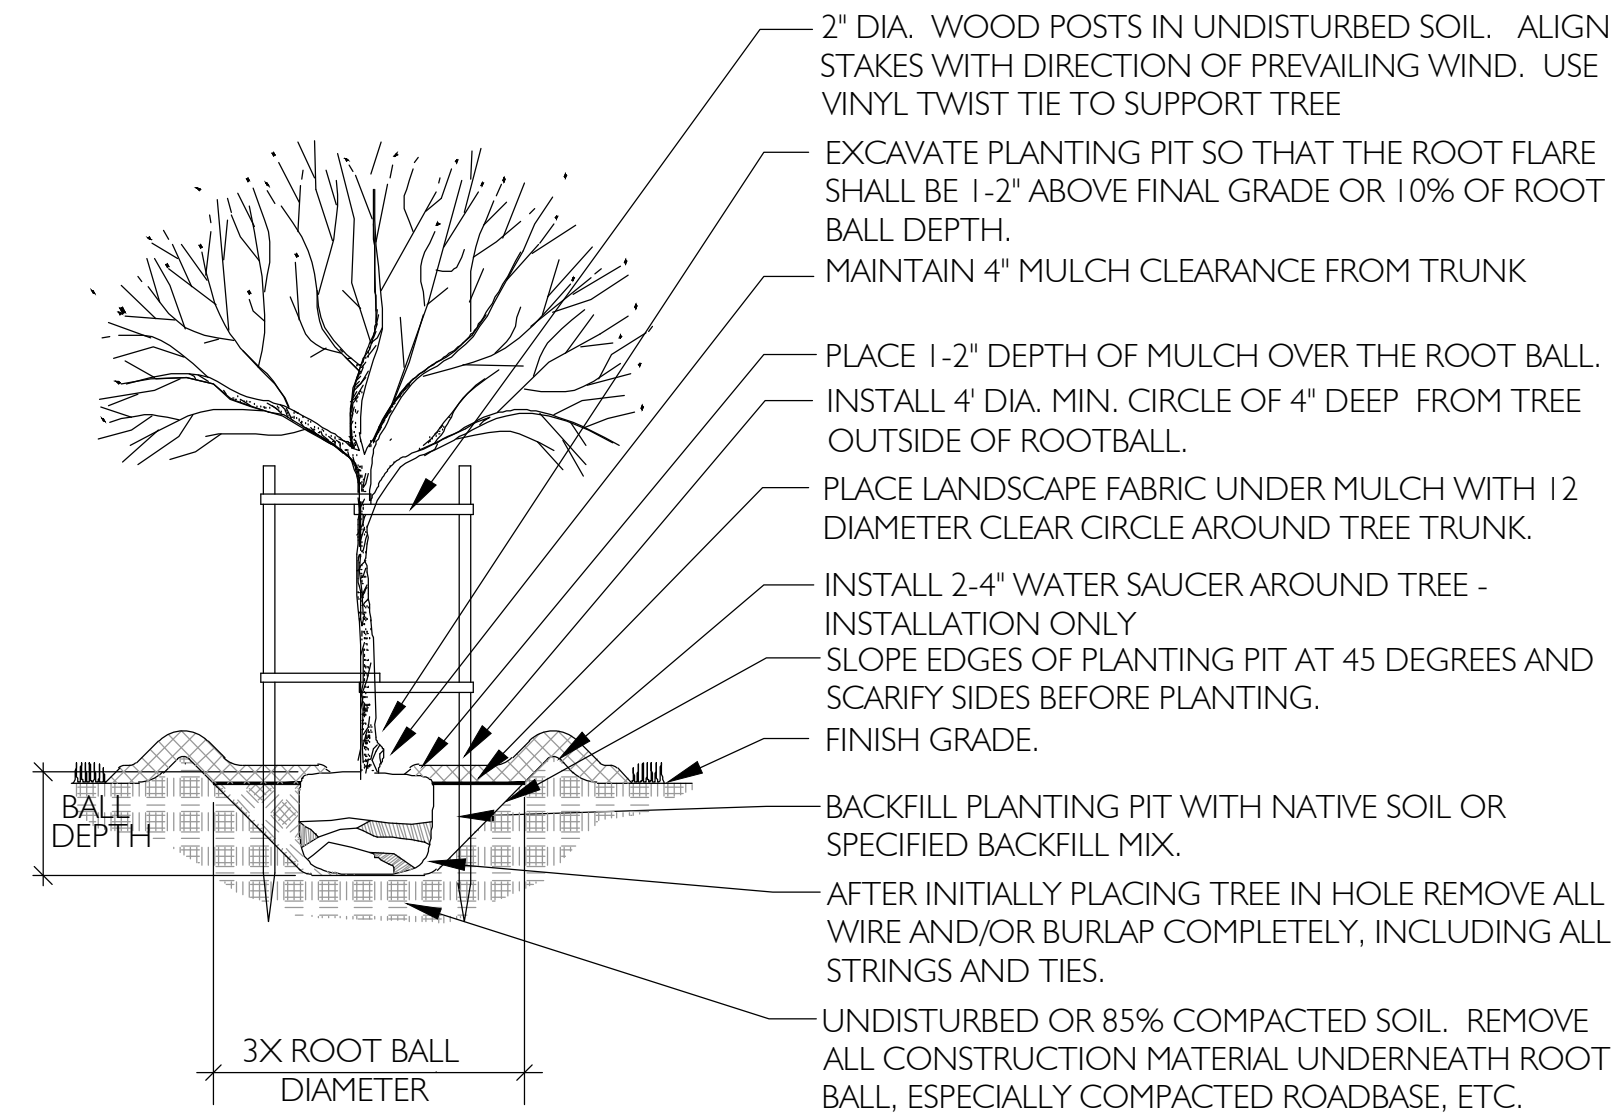 2" DIA. WOOD POSTS IN UNDISTURBED SOIL. ALIGN
STAKES WITH DIRECTION OF PREVAILING WIND. USE
VINYL TWIST TIE TO SUPPORT TREE
EXCAVATE PLANTING PIT SO THAT THE ROOT FLARE
SHALL BE 1-2" ABOVE FINAL GRADE OR 10% OF ROOT
BALL DEPTH.
MAINTAIN 4" MULCH CLEARANCE FROM TRUNK
PLACE 1-2" DEPTH OF MULCH OVER THE ROOT BALL.
INSTALL 4' DIA. MIN. CIRCLE OF 4" DEEP FROM TREE
OUTSIDE OF ROOTBALL.
PLACE LANDSCAPE FABRIC UNDER MULCH WITH 12
DIAMETER CLEAR CIRCLE AROUND TREE TRUNK.
INSTALL 2-4" WATER SAUCER AROUND TREE -
INSTALLATION ONLY
SLOPE EDGES OF PLANTING PIT AT 45 DEGREES AND
SCARIFY SIDES BEFORE PLANTING.
FINISH GRADE.
BACKFILL PLANTING PIT WITH NATIVE SOIL OR
SPECIFIED BACKFILL MIX.
AFTER INITIALLY PLACING TREE IN HOLE REMOVE ALL
WIRE AND/OR BURLAP COMPLETELY, INCLUDING ALL
STRINGS AND TIES.
UNDISTURBED OR 85% COMPACTED SOIL. REMOVE
ALL CONSTRUCTION MATERIAL UNDERNEATH ROOT
BALL, ESPECIALLY COMPACTED ROADBASE, ETC.
BALL
DEPTH
3X ROOT BALL
DIAMETER